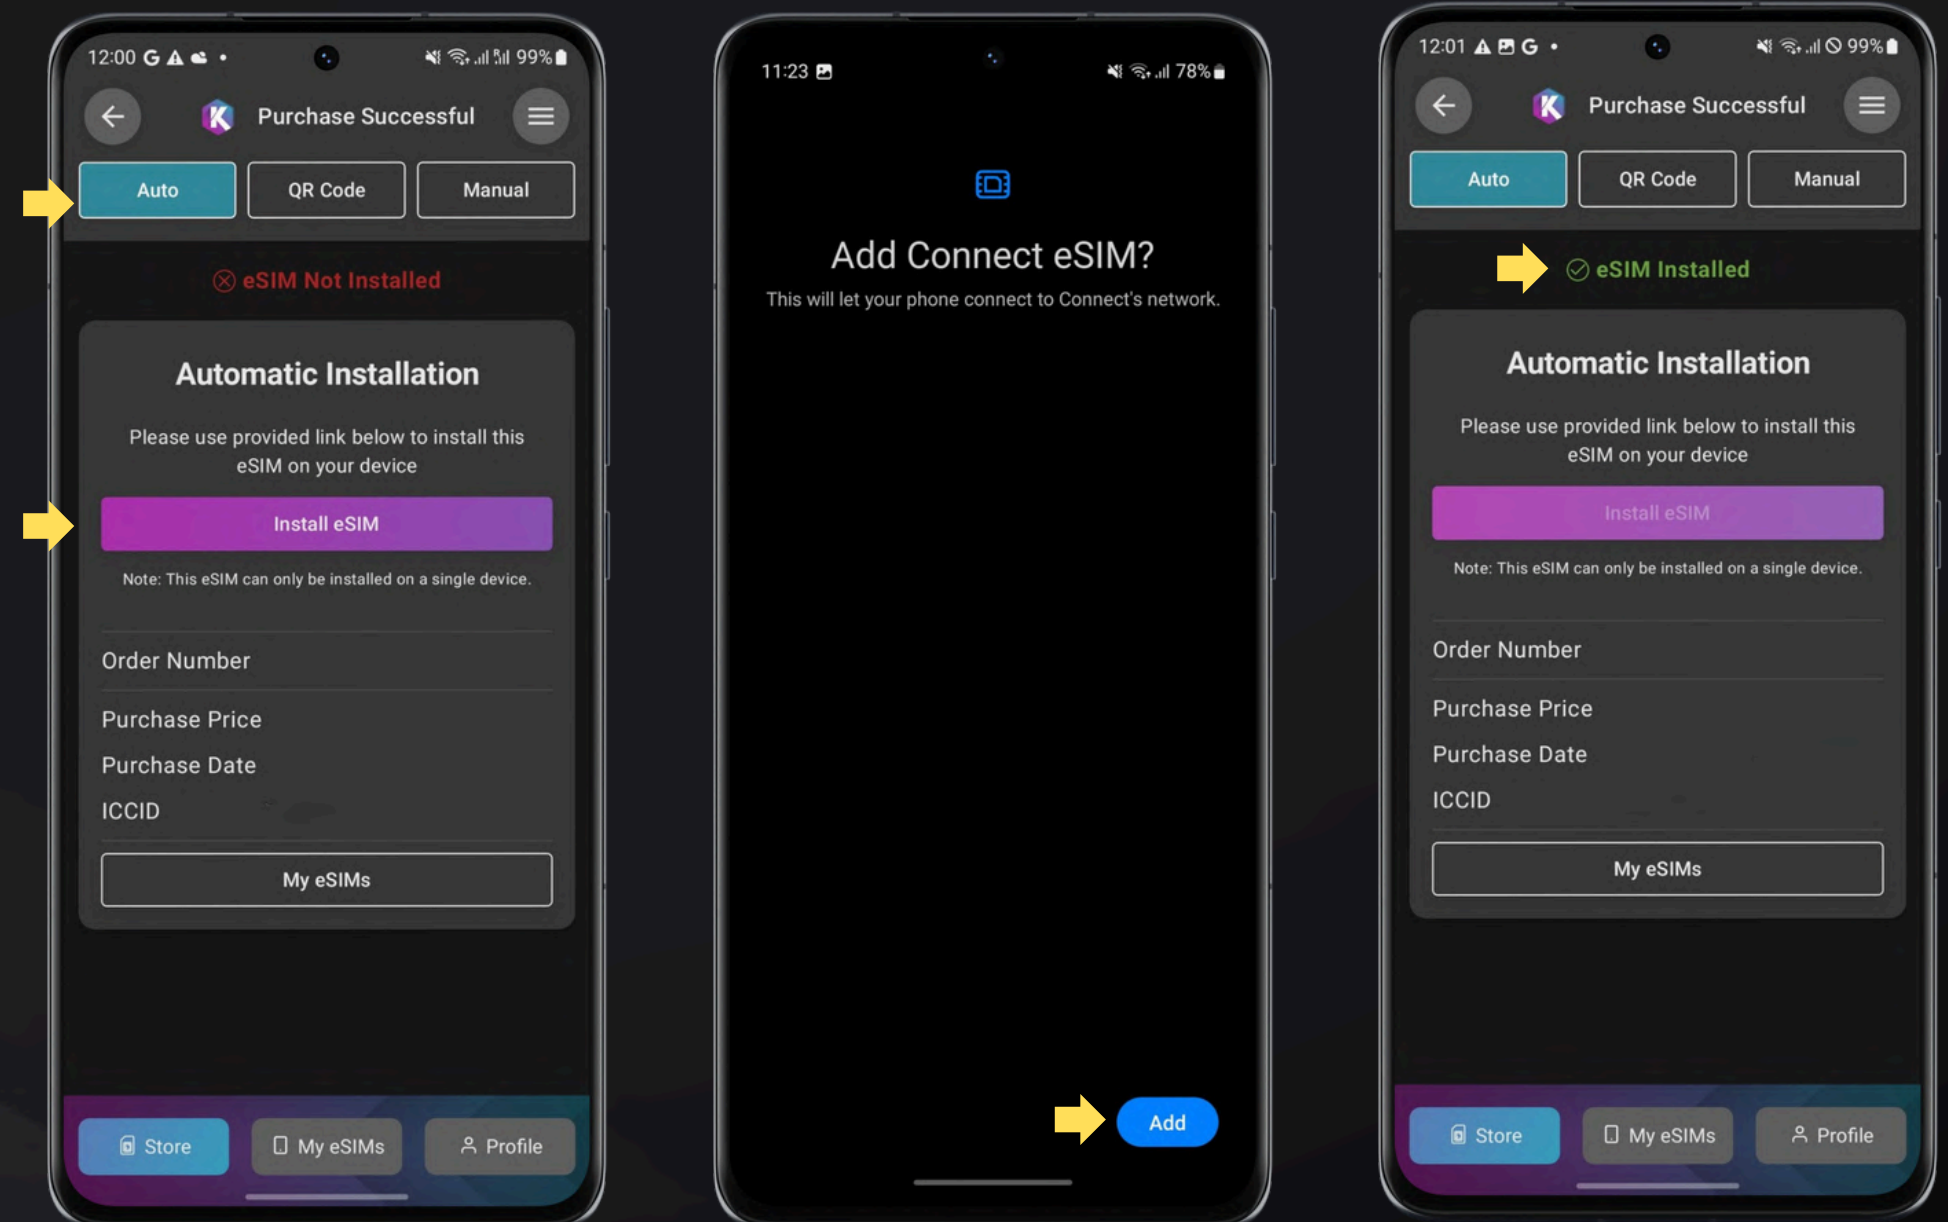 12:00
99%
Purchase Successful
Auto
QR Code
Manual
eSIM Not Installed
Automatic Installation
Please use provided link below to install this
eSIM on your device
Install eSIM
Note: This eSIM can only be installed on a single device.
Order Number
Purchase Price
Purchase Date
ICCID
My eSIMs
Store
My eSIMs
Profile
11:23
78%
Add Connect eSIM?
This will let your phone connect to Connect's network.
Add
12:01
99%
Purchase Successful
Auto
QR Code
Manual
eSIM Installed
Automatic Installation
Please use provided link below to install this
eSIM on your device
Install eSIM
Note: This eSIM can only be installed on a single device.
Order Number
Purchase Price
Purchase Date
ICCID
My eSIMs
Store
My eSIMs
Profile